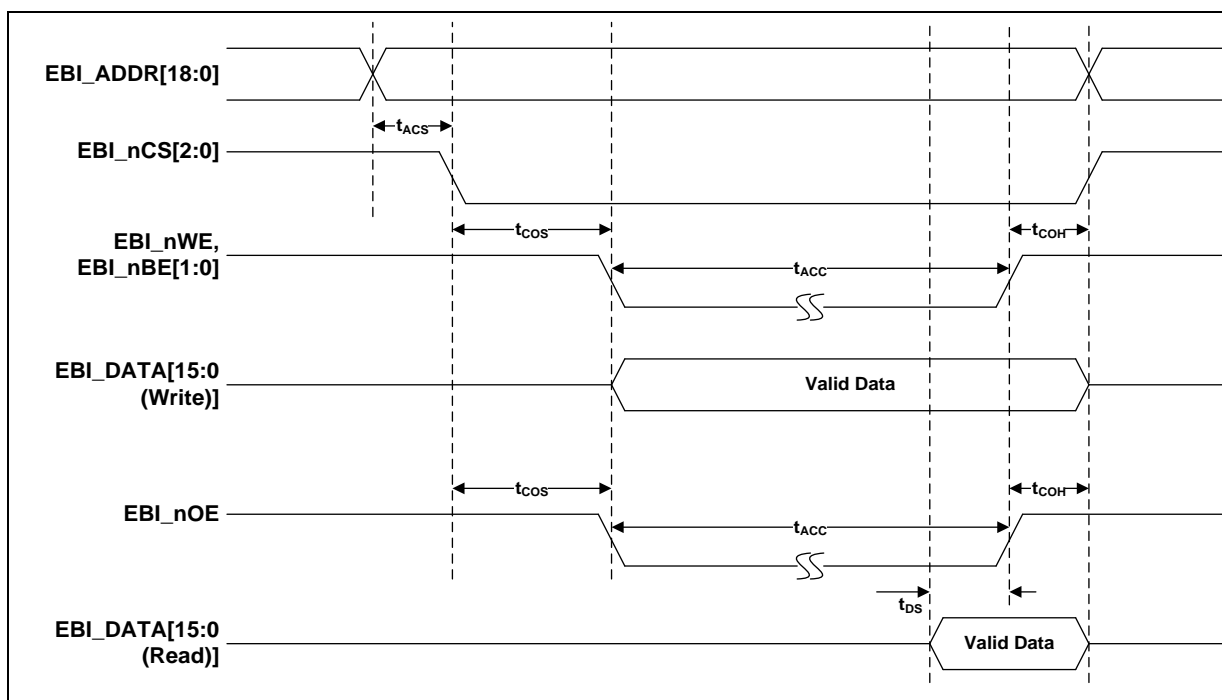 EBI_ADDR[18:0]
tACS
EBI_nCS[2:0]
tCOS
tCOH
EBI_nWE,
EBI_nBE[1:0]
tACC
EBI_DATA[15:0
(Write)]
Valid Data
tCOS
tCOH
EBI_nOE
tACC
tDS
EBI_DATA[15:0
(Read)]
Valid Data